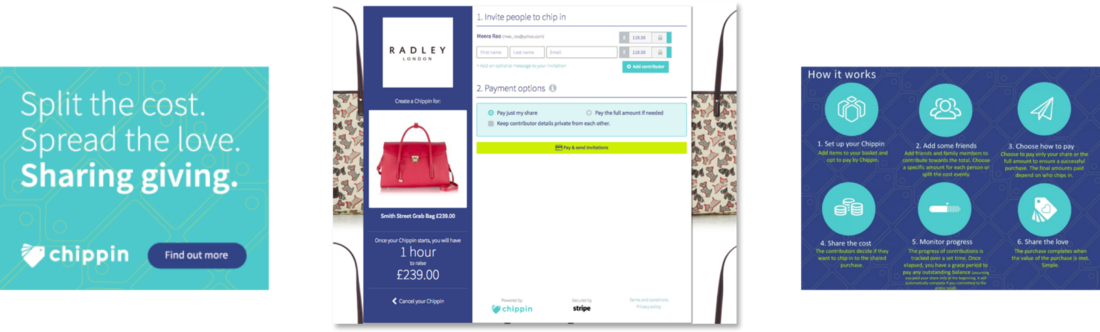 Split the cost.
Spread the love.
Sharing giving.
chippin
Find out more
RADLEY
LONDON
Create a Chippin for:
Smith Street Grab Bag £239.00
Once your Chippin starts, you will have
1 hour
to raise
£239.00
Cancel your Chippin
1. Invite people to chip in
First name
Last name
Email
+ Add an optional message to your invitation
Add contributor
2. Payment options
Pay just my share
Pay the full amount if needed
Keep contributor details private from each other.
Pay & send invitations
Powered by
chippin
Secured by
stripe
Terms and conditions
Privacy policy
How it works
1. Set up your Chippin
Add items to your basket and
opt to pay by Chippin.
2. Add some friends
Add friends and family members to
contribute towards the total. Choose
a specific amount for each person or
split the cost evenly.
3. Choose how to pay
Choose to pay only your share or the
full amount to ensure a successful
purchase. The final amounts paid
depend on who chips in.
4. Share the cost
The contributors decide if they
want to chip in to the shared
purchase.
5. Monitor progress
The progress of contributions is
tracked over a set time. Once
elapsed, you have a grace period to
pay any outstanding balance
6. Share the love
The purchase completes when
the value of the purchase is met.
Simple.